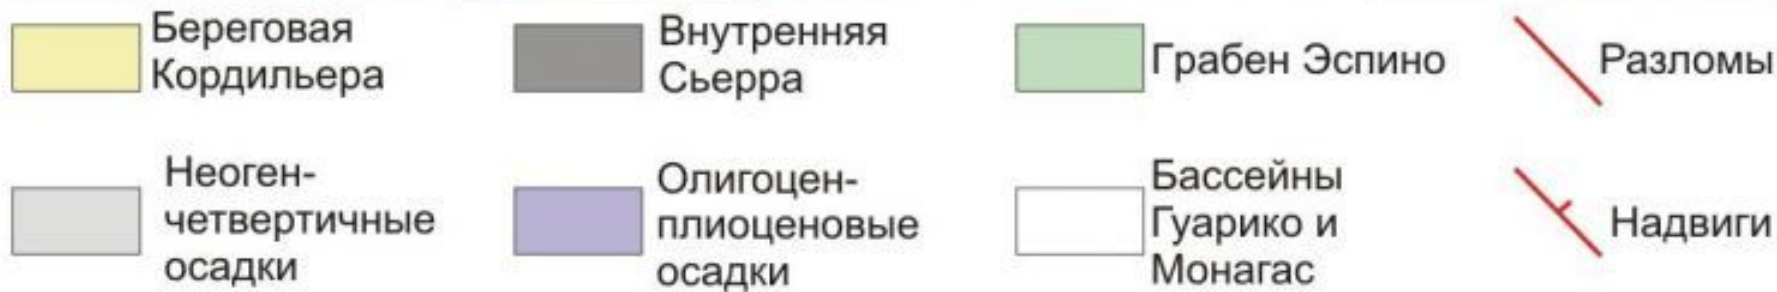 Береговая
Кордильера
Внутренняя
Сьерра
Грабен Эспино
Разломы
Неоген-
четвертичные
осадки
Олигоцен-
плиоценовые
осадки
Бассейны
Гуарико и
Монагас
Надвиги